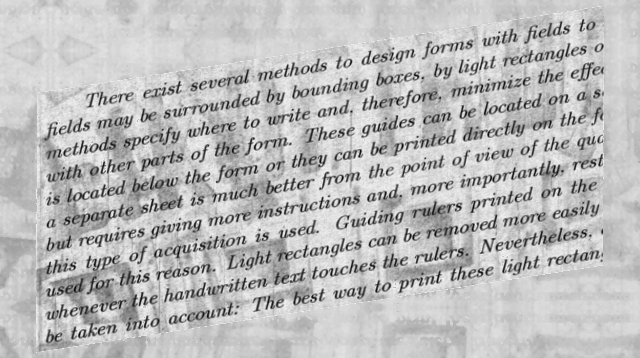 There exist several methods to design forms with fields to
fields may be surrounded by bounding boxes, by light rectangles
methods specify where to write and, therefore, minimize the
with other parts of the form. These guides can be located on a
is located below the form or they can be printed directly on the
a separate sheet is much better from the point of view of the
but requires giving more instructions and, more importantly,
this type of acquisition is used. Guiding rulers printed on the
used for this reason. Light rectangles can be removed more easily
whenever the handwritten text touches the rulers. Nevertheless,
be taken into account: The best way to print these light